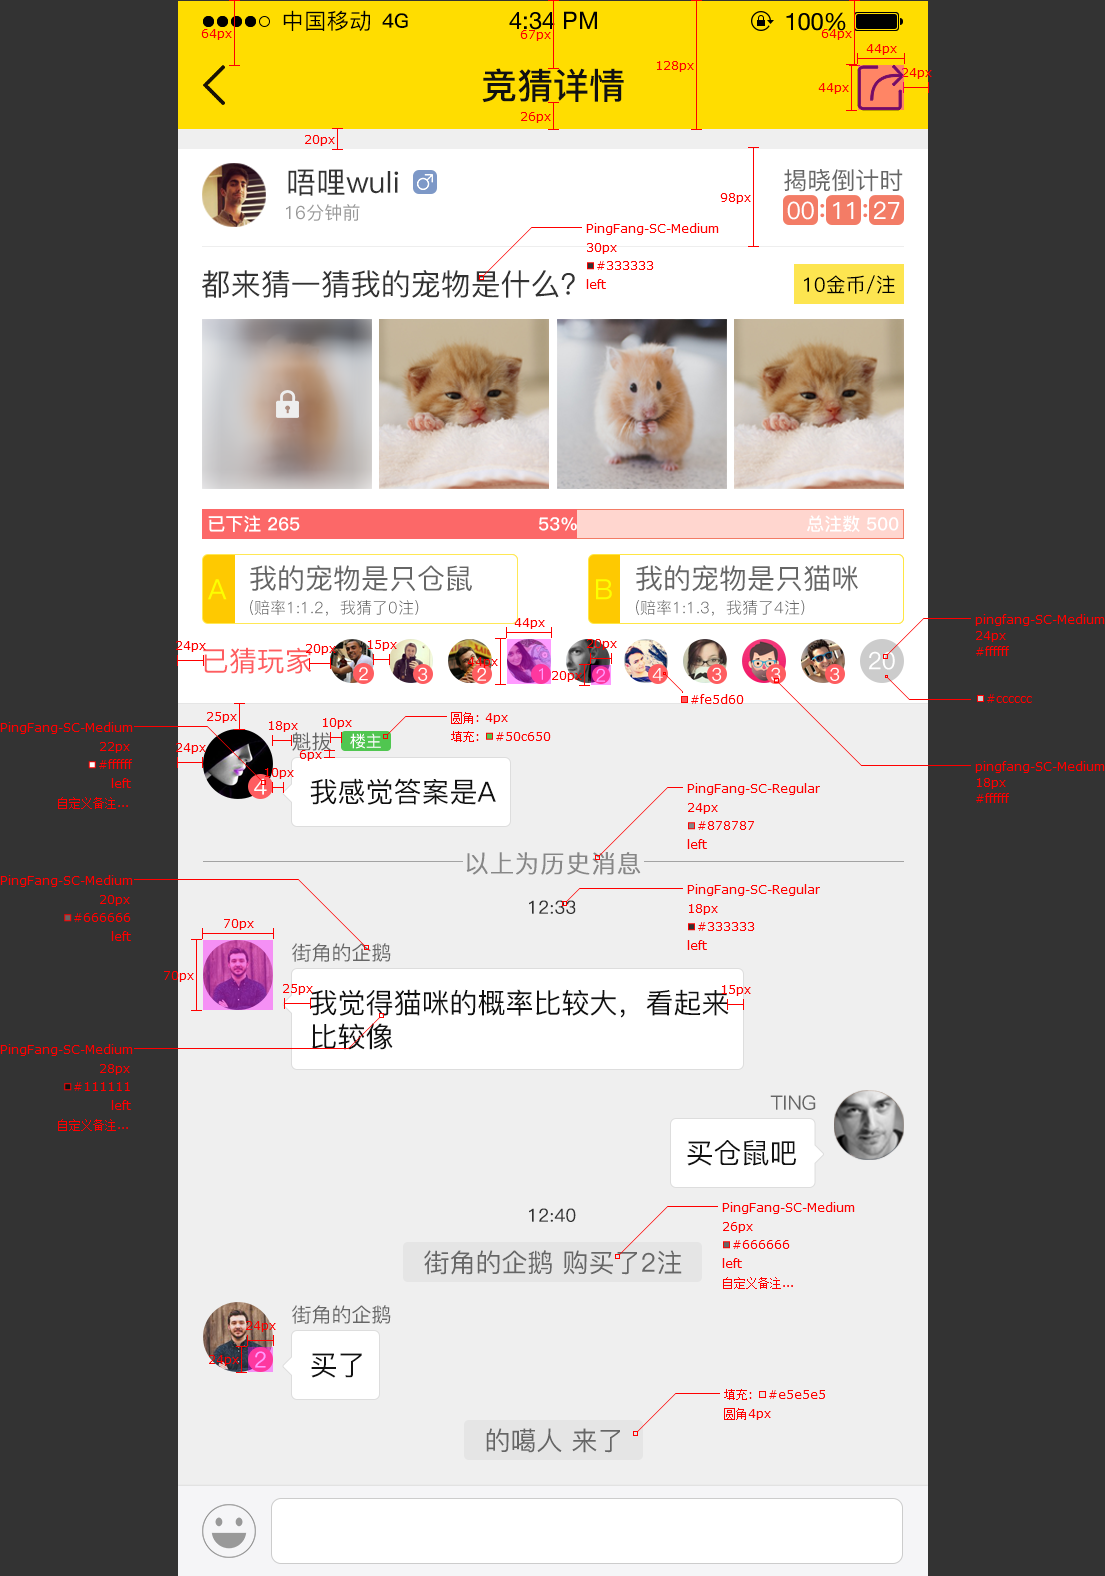 中国移动 4G 4:34 PM 100%
64px 67px 64px
44px
128px
竞猜详情
44px 24px
26px
20px
唔哩wuli
揭晓倒计时
98px
00:11:27
16分钟前
PingFang-SC-Medium
30px
#333333
left
都来猜一猜我的宠物是什么?
10金币/注
已下注 265 53% 总注数 500
A 我的宠物是只仓鼠
(赔率1:1.2，我猜了0注)
B 我的宠物是只猫咪
(赔率1:1.3，我猜了4注)
44px
pingfang-SC-Medium
24px
#ffffff
24px 已猜玩家 20px 15px 44px 20px 20
2 3 2 1 2 4 3 3 3
20px
#fe5d60
#cccccc
25px
圆角：4px
填充：#50c650
PingFang-SC-Medium
22px
#ffffff
left
自定义备注...
18px 10px
魁拔 楼主
24px
6px
10px
4
我感觉答案是A
pingfang-SC-Medium
18px
#ffffff
PingFang-SC-Regular
24px
#878787
left
以上为历史消息
PingFang-SC-Medium
20px
#666666
left
PingFang-SC-Regular
18px
#333333
left
12:33
70px
街角的企鹅
70px
25px 15px
我觉得猫咪的概率比较大，看起来
比较像
PingFang-SC-Medium
28px
#111111
left
自定义备注...
TING
买仓鼠吧
12:40
PingFang-SC-Medium
26px
#666666
left
自定义备注...
街角的企鹅 购买了2注
街角的企鹅
24px
24px
2
买了
填充：#e5e5e5
圆角4px
的噶人 来了